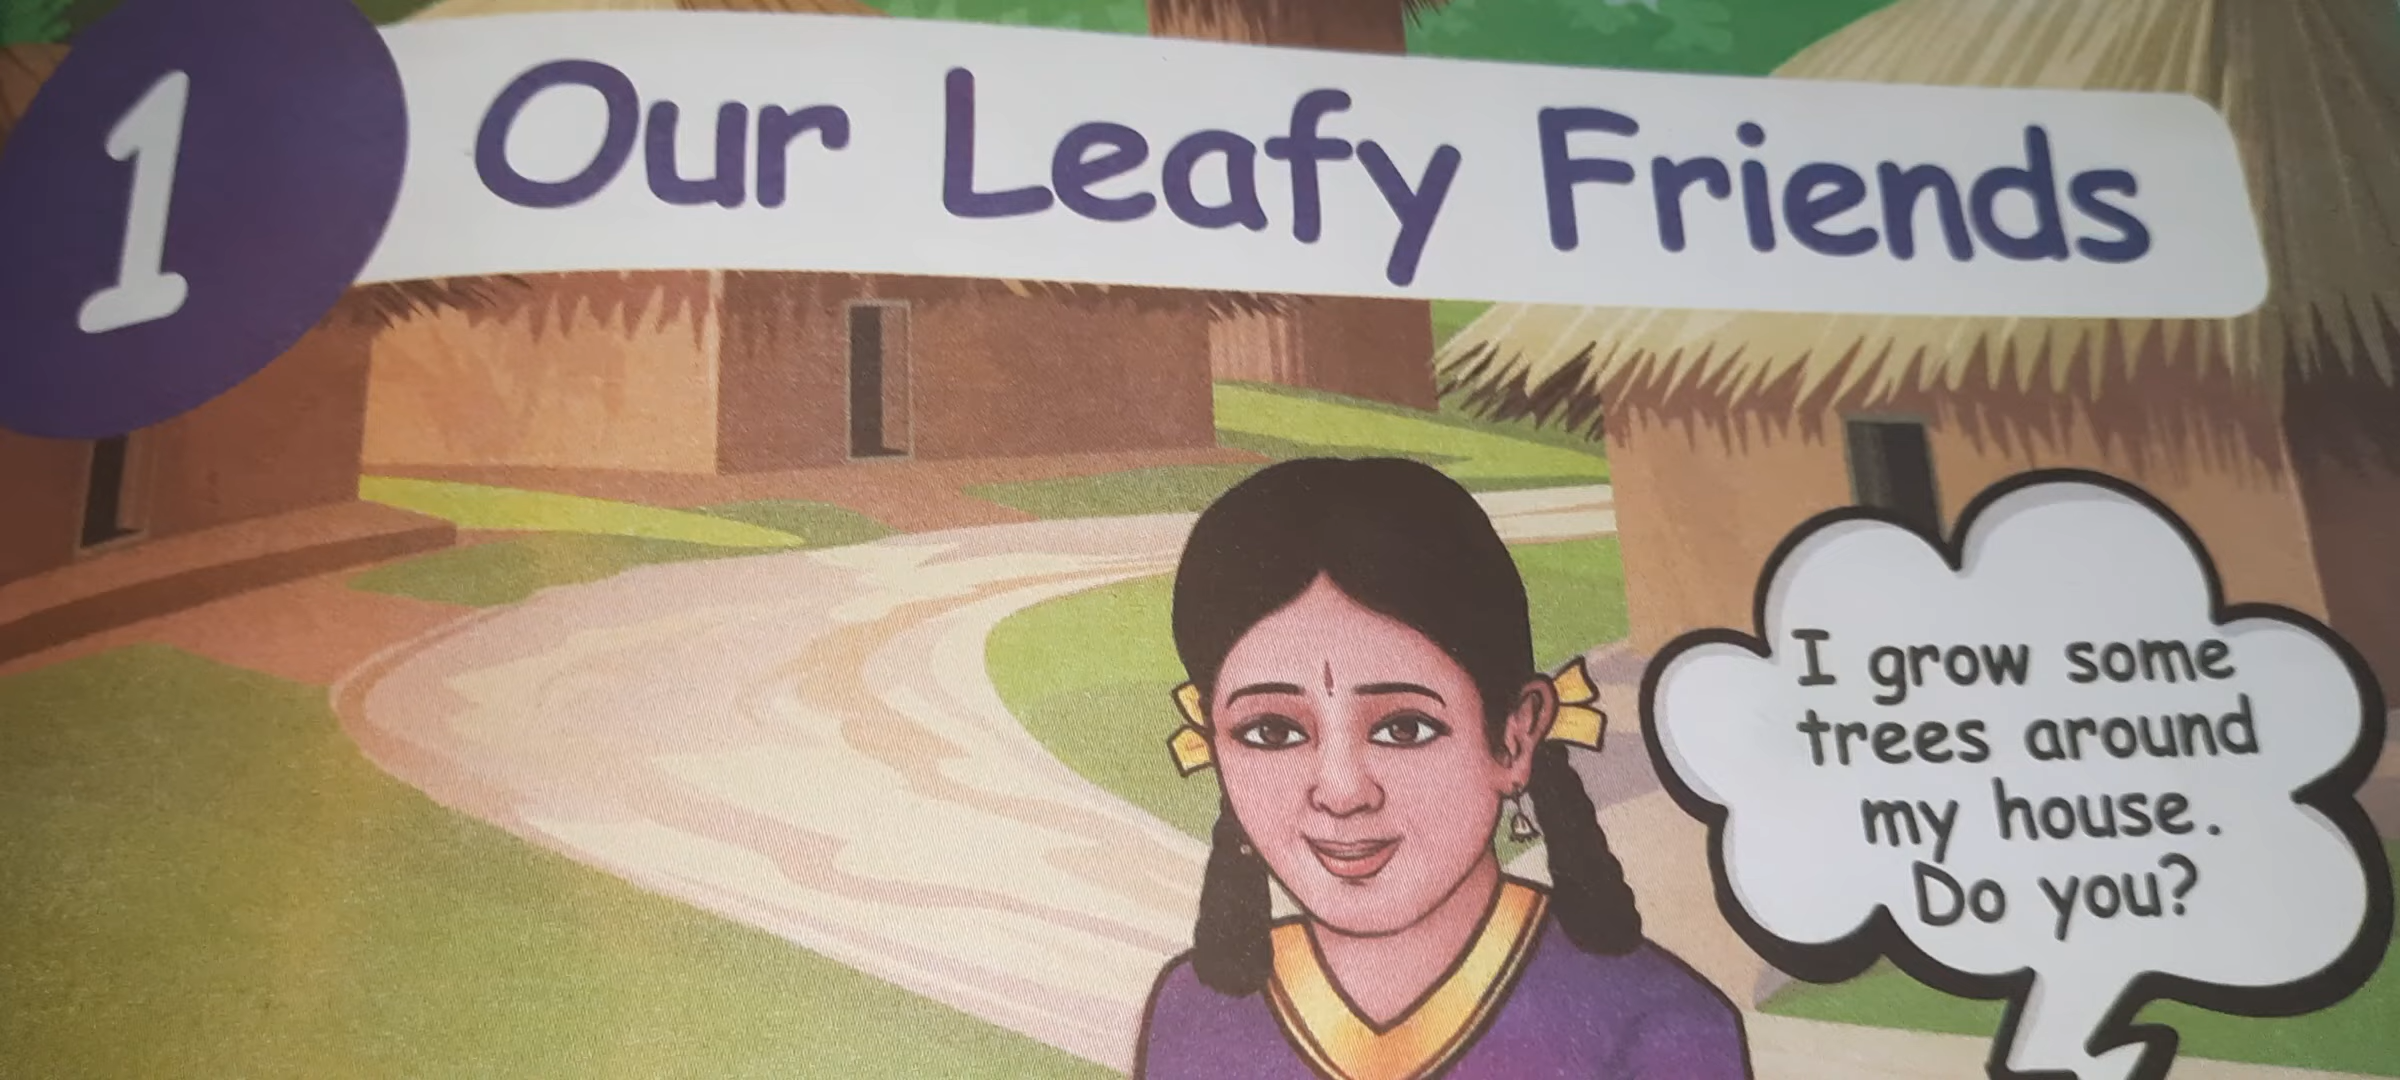 1 Our Leafy Friends
I grow some
trees around
my house.
Do you?